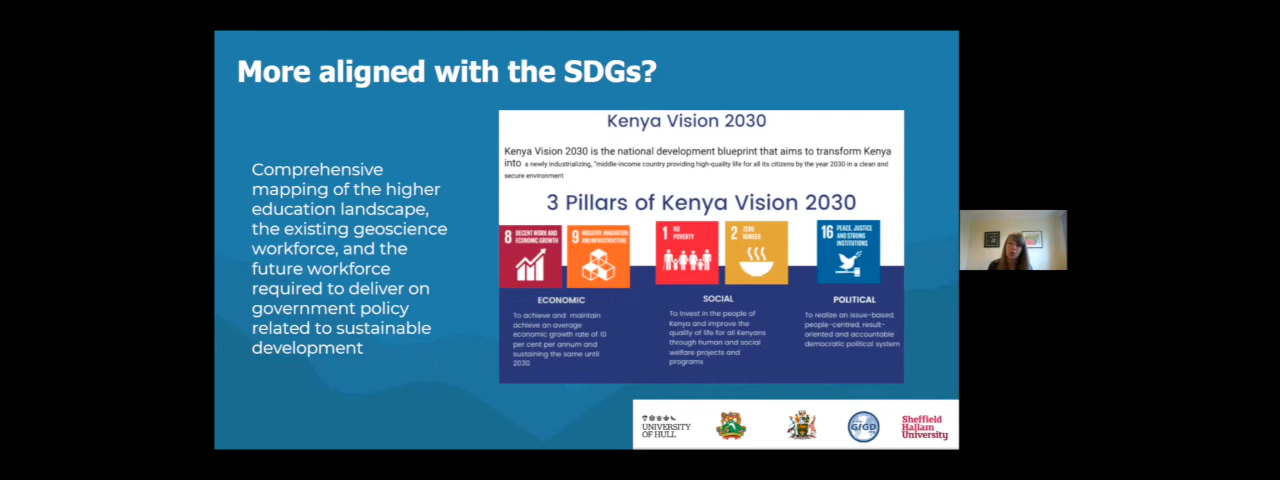 More aligned with the SDGs?
Comprehensive
mapping of the higher
education landscape,
the existing geoscience
workforce, and the
future workforce
required to deliver on
government policy
related to sustainable
development
Kenya Vision 2030
Kenya Vision 2030 is the national development blueprint that aims to transform Kenya
into a newly industrializing, "middle-income country providing high-quality life for all its citizens by the year 2030 in a clean and
secure environment
3 Pillars of Kenya Vision 2030
8 DECENT WORK AND
ECONOMIC GROWTH
9 INDUSTRY, INNOVATION
AND INFRASTRUCTURE
1 NO
POVERTY
2 ZERO
HUNGER
16 PEACE, JUSTICE
AND STRONG
INSTITUTIONS
ECONOMIC
To achieve and maintain
achieve an average
economic growth rate of 10
per cent per annum and
sustaining the same until
2030
SOCIAL
To invest in the people of
Kenya and improve the
quality of life for all Kenyans
through human and social
welfare projects and
programs
POLITICAL
To realize an issue-based,
people-centred, result-
oriented and accountable
democratic political system
UNIVERSITY
OF HULL
GfGD
Sheffield
Hallam
University